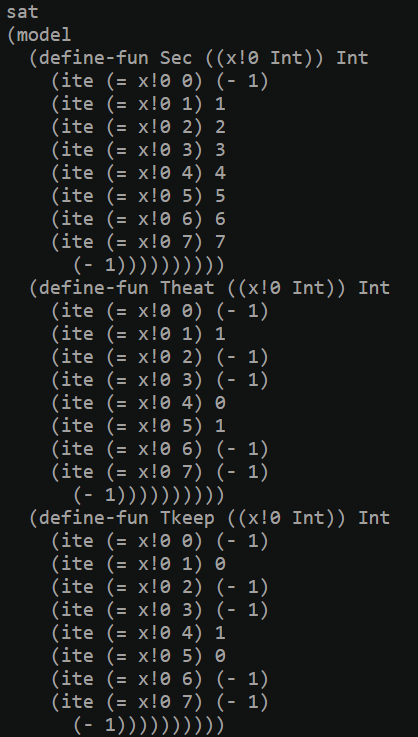 sat
(model
  (define-fun Sec ((x!0 Int)) Int
    (ite (= x!0 0) (- 1)
    (ite (= x!0 1) 1
    (ite (= x!0 2) 2
    (ite (= x!0 3) 3
    (ite (= x!0 4) 4
    (ite (= x!0 5) 5
    (ite (= x!0 6) 6
    (ite (= x!0 7) 7
      (- 1))))))))))
  (define-fun Theat ((x!0 Int)) Int
    (ite (= x!0 0) (- 1)
    (ite (= x!0 1) 1
    (ite (= x!0 2) (- 1)
    (ite (= x!0 3) (- 1)
    (ite (= x!0 4) 0
    (ite (= x!0 5) 1
    (ite (= x!0 6) (- 1)
    (ite (= x!0 7) (- 1)
      (- 1))))))))))
  (define-fun Tkeep ((x!0 Int)) Int
    (ite (= x!0 0) (- 1)
    (ite (= x!0 1) 0
    (ite (= x!0 2) (- 1)
    (ite (= x!0 3) (- 1)
    (ite (= x!0 4) 1
    (ite (= x!0 5) 0
    (ite (= x!0 6) (- 1)
    (ite (= x!0 7) (- 1)
      (- 1))))))))))